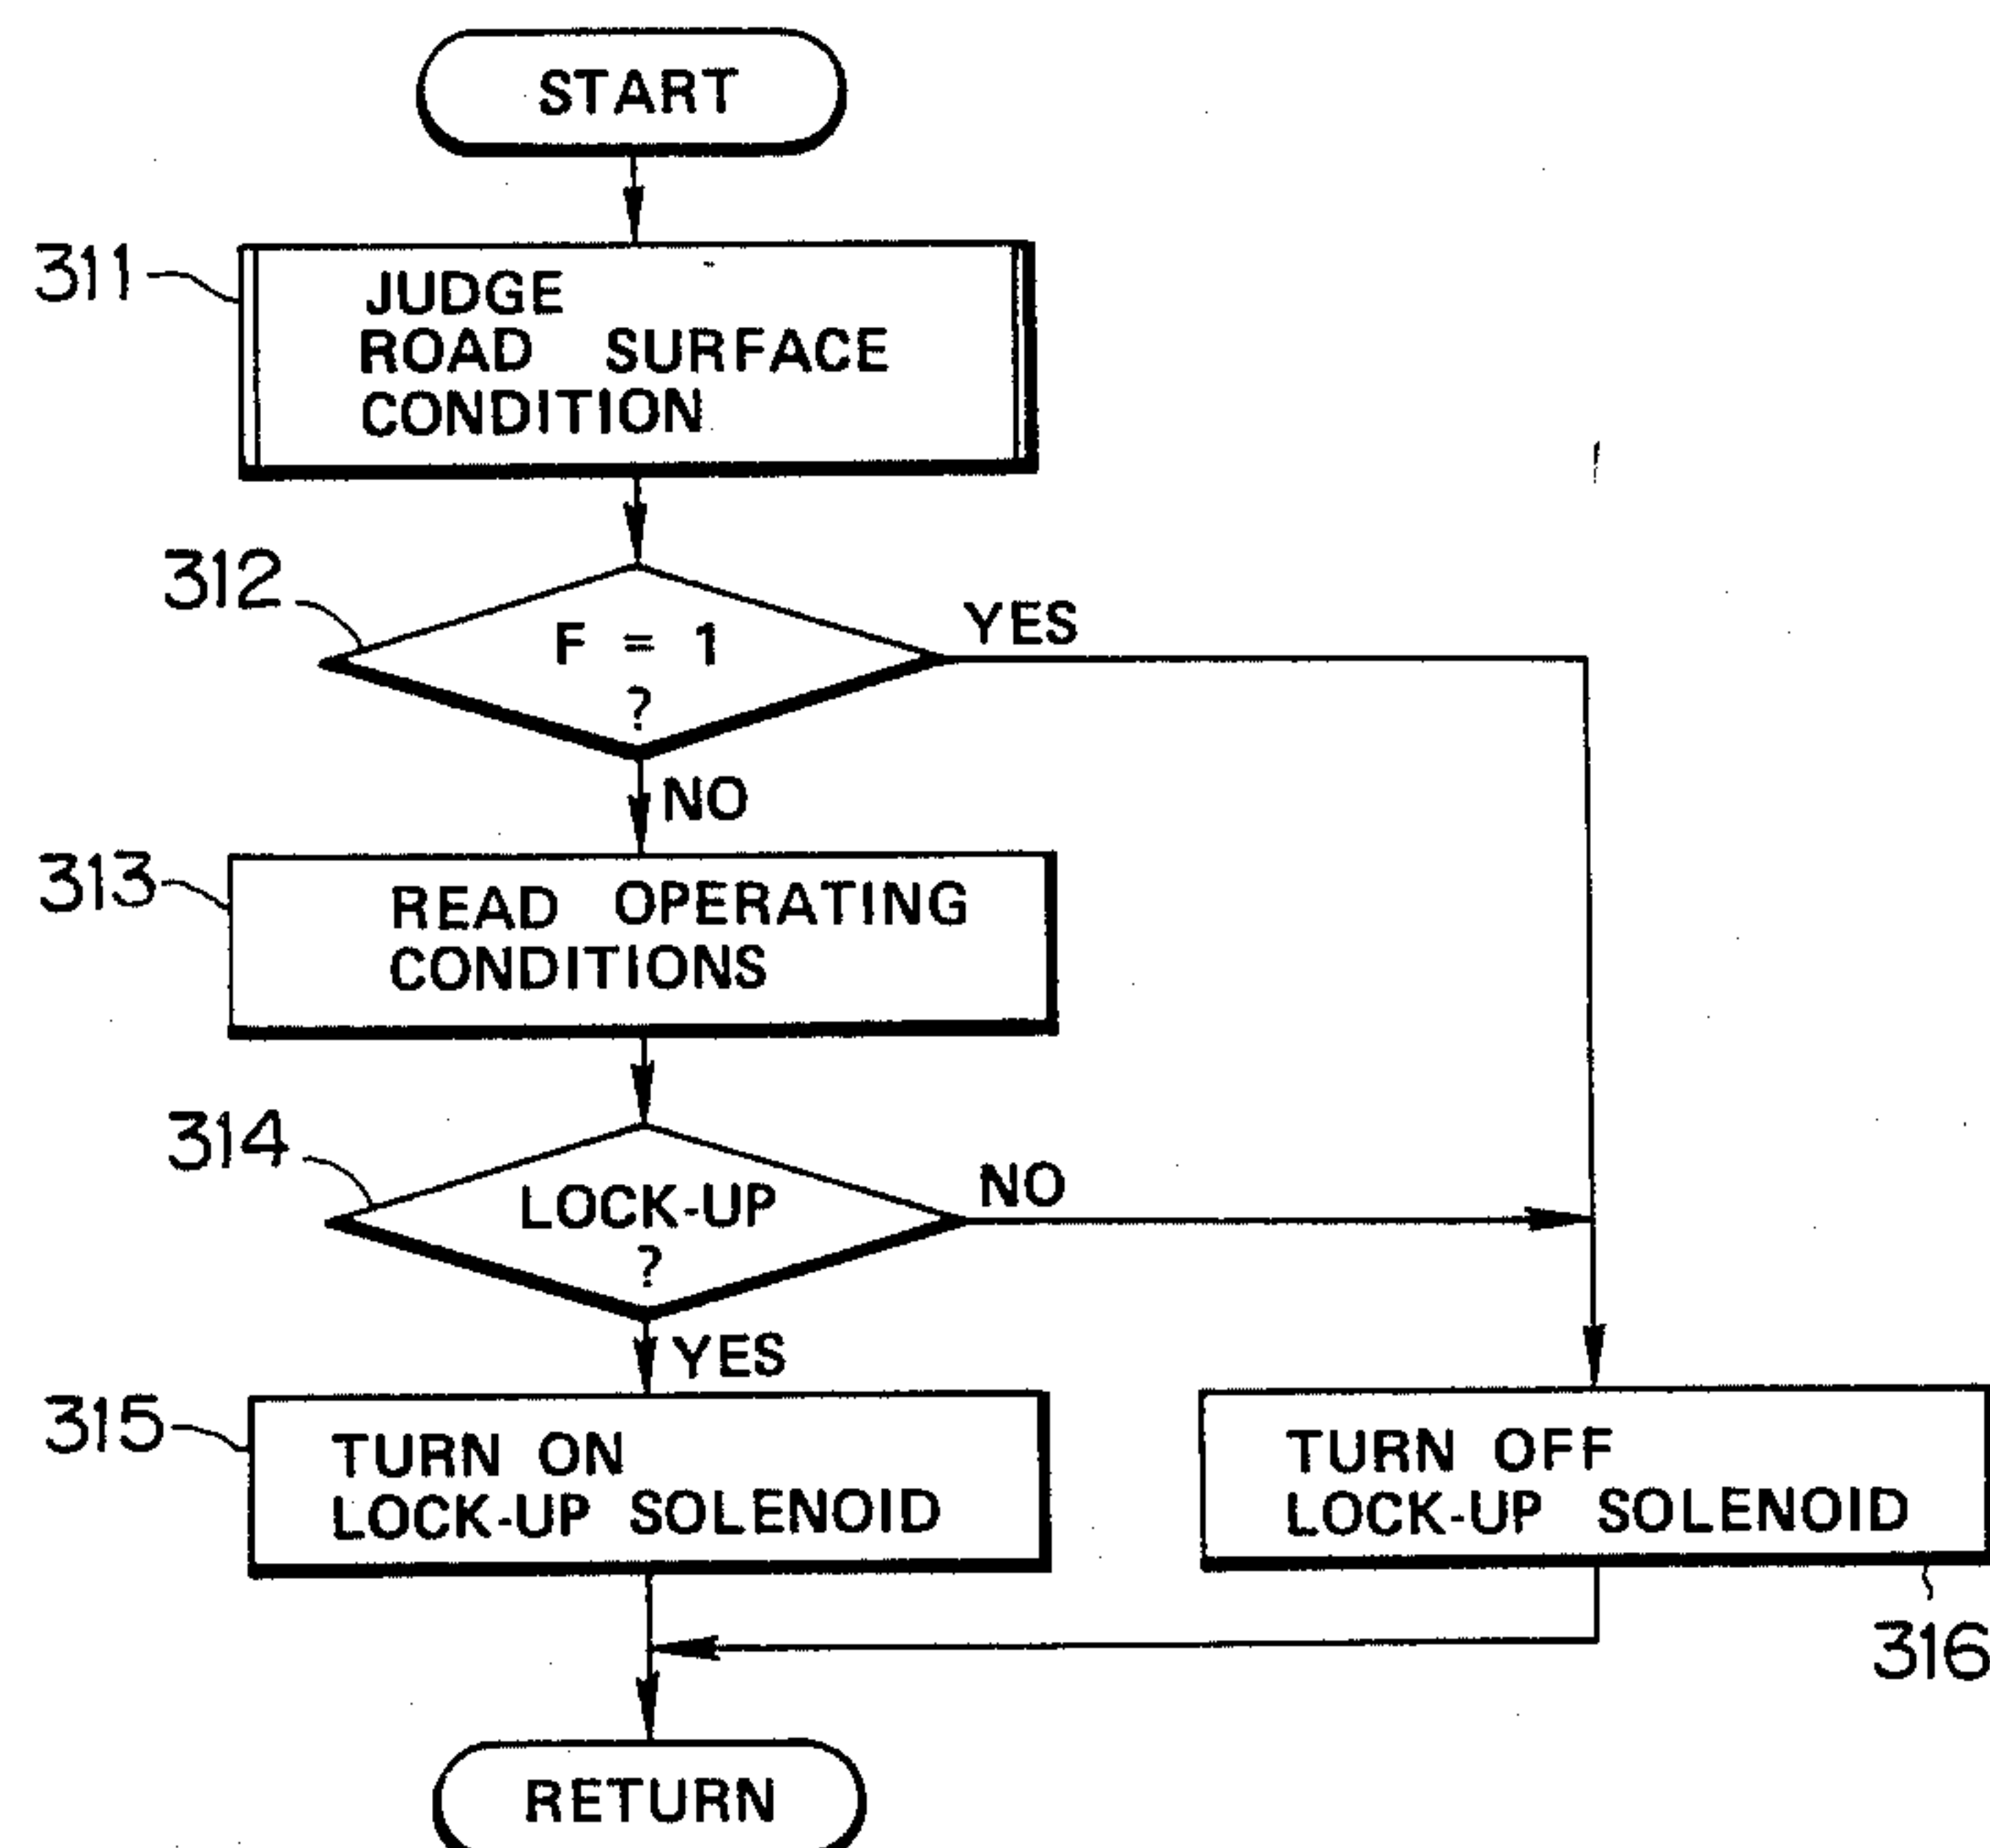 START
311
JUDGE
ROAD SURFACE
CONDITION
312
F = 1
?
YES
NO
313
READ OPERATING
CONDITIONS
314
LOCK-UP
?
NO
YES
315
TURN ON
LOCK-UP SOLENOID
TURN OFF
LOCK-UP SOLENOID
316
RETURN